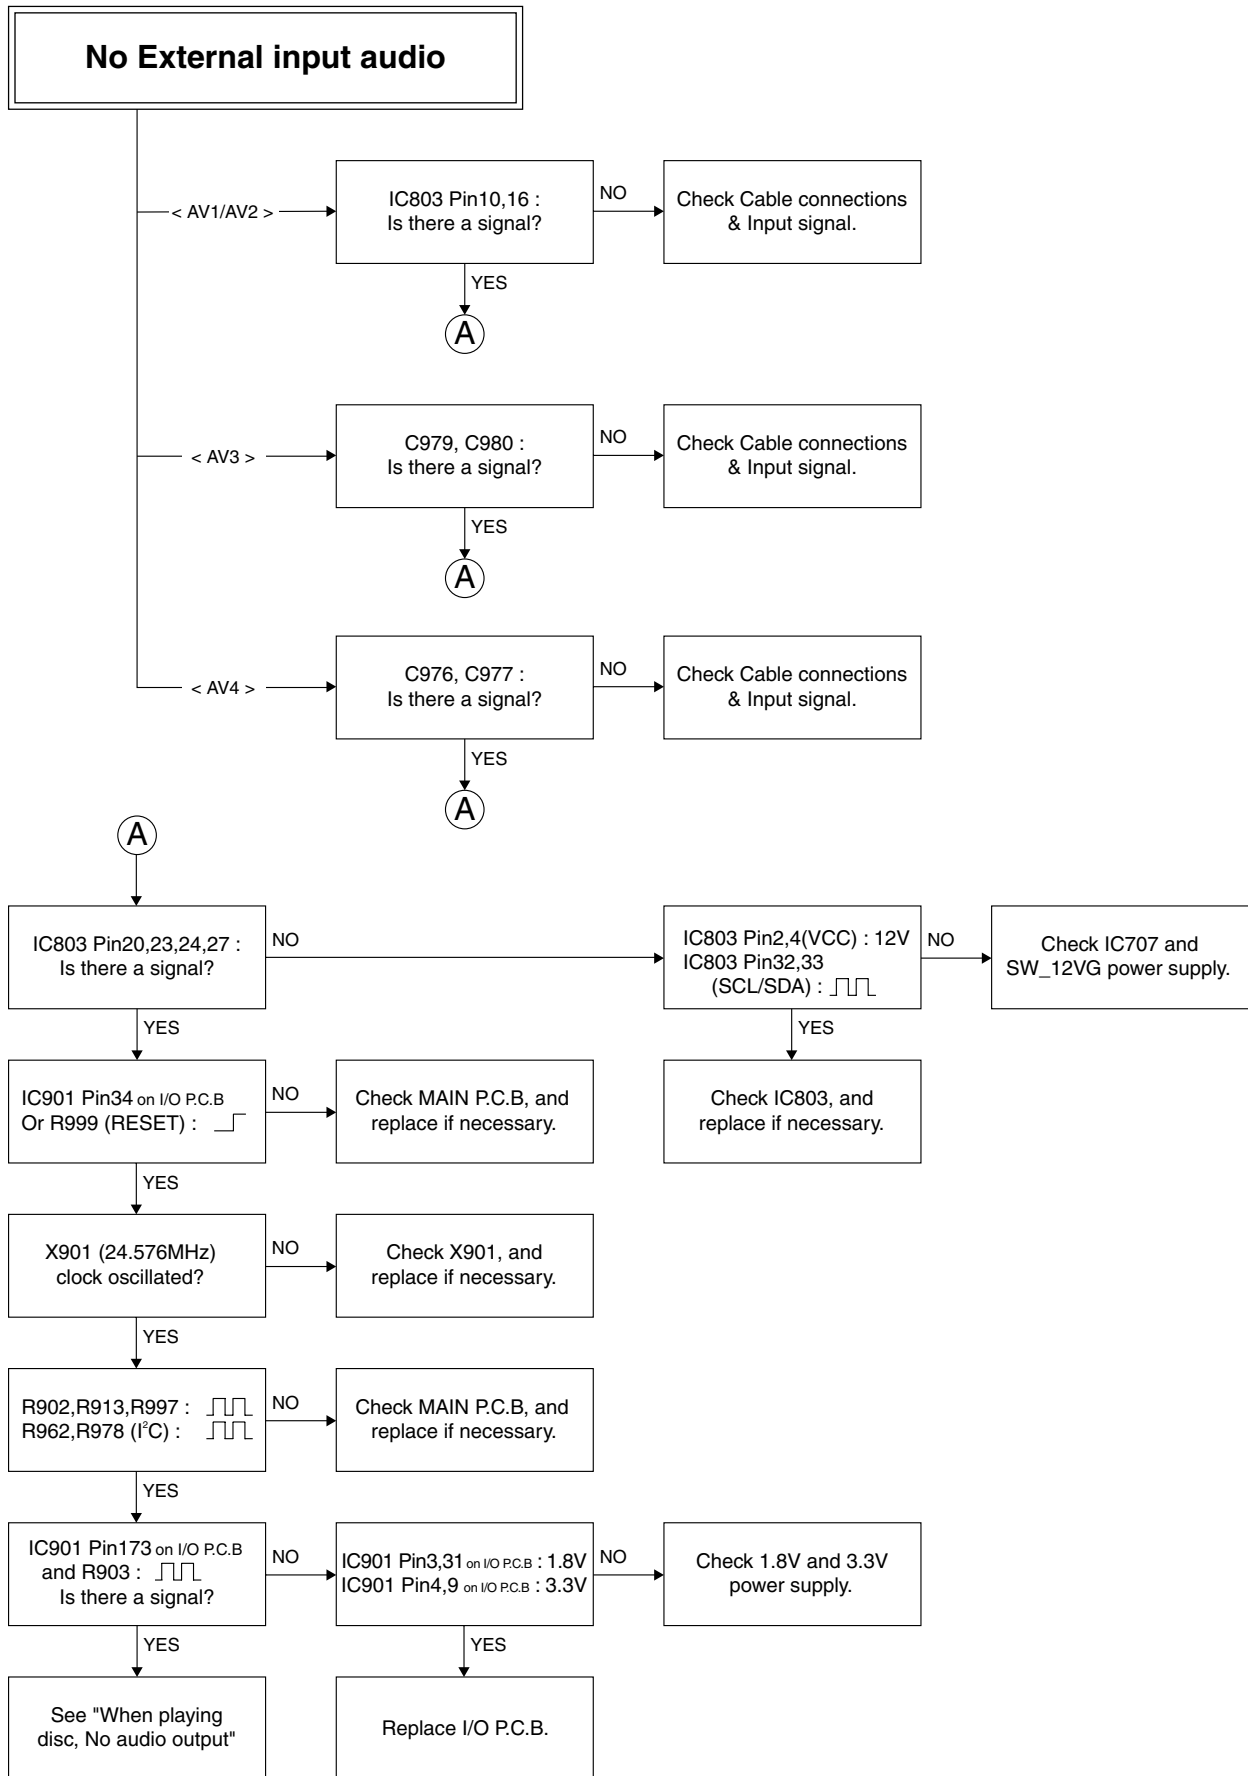 No External input audio
< AV1/AV2 >
IC803 Pin10,16 :
Is there a signal?
NO
Check Cable connections
& Input signal.
YES
A
< AV3 >
C979, C980 :
Is there a signal?
NO
Check Cable connections
& Input signal.
YES
A
< AV4 >
C976, C977 :
Is there a signal?
NO
Check Cable connections
& Input signal.
YES
A
A
IC803 Pin20,23,24,27 :
Is there a signal?
NO
IC803 Pin2,4(VCC) : 12V
IC803 Pin32,33
(SCL/SDA) :
NO
Check IC707 and
SW_12VG power supply.
YES
YES
Check IC803, and
replace if necessary.
IC901 Pin34 on I/O P.C.B
Or R999 (RESET) :
NO
Check MAIN P.C.B, and
replace if necessary.
YES
X901 (24.576MHz)
clock oscillated?
NO
Check X901, and
replace if necessary.
YES
R902,R913,R997 :
R962,R978 (I²C) :
NO
Check MAIN P.C.B, and
replace if necessary.
YES
IC901 Pin173 on I/O P.C.B
and R903 :
Is there a signal?
NO
IC901 Pin3,31 on I/O P.C.B : 1.8V
IC901 Pin4,9 on I/O P.C.B : 3.3V
NO
Check 1.8V and 3.3V
power supply.
YES
YES
See "When playing
disc, No audio output"
Replace I/O P.C.B.